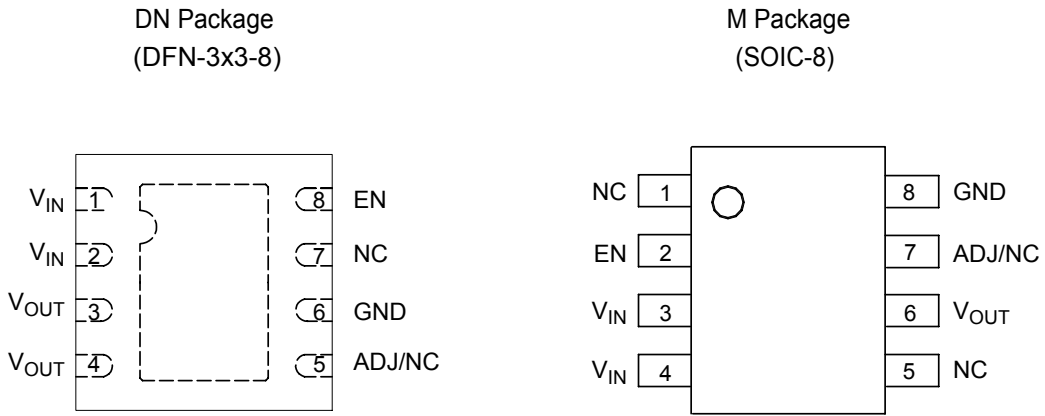 DN Package
(DFN-3x3-8)
VIN 1
8 EN
VIN 2
7 NC
VOUT 3
6 GND
VOUT 4
5 ADJ/NC
M Package
(SOIC-8)
NC 1
8 GND
EN 2
7 ADJ/NC
VIN 3
6 VOUT
VIN 4
5 NC